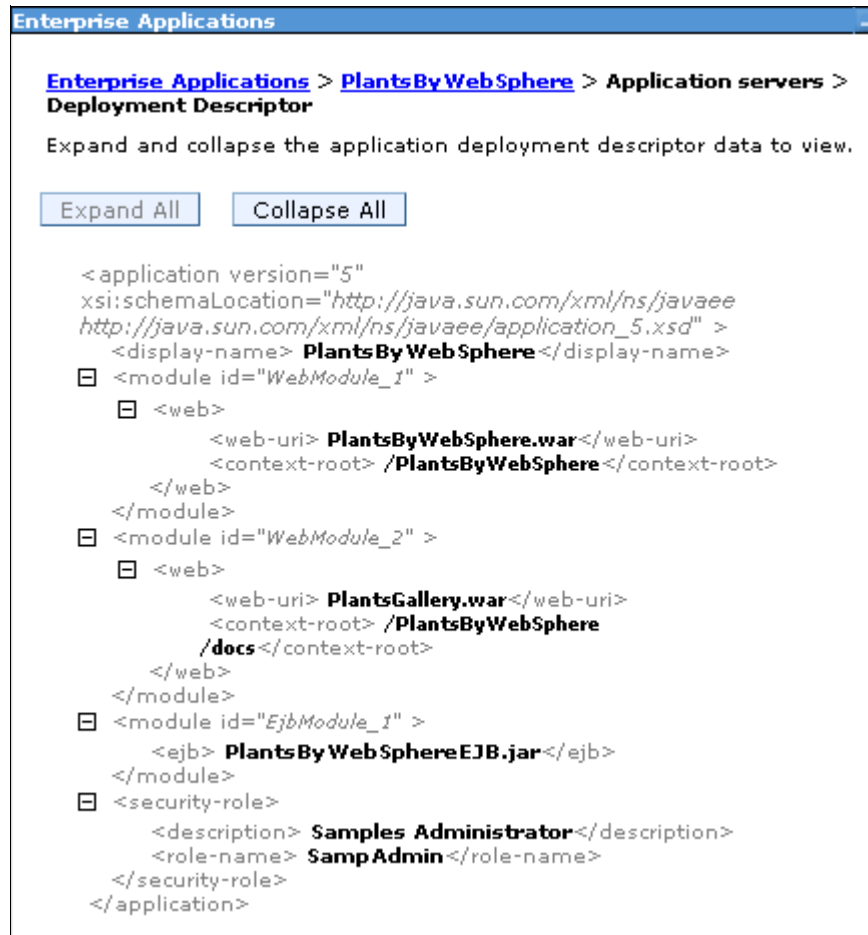 Enterprise Applications
Enterprise Applications > PlantsByWebSphere > Application servers >
Deployment Descriptor
Expand and collapse the application deployment descriptor data to view.
Expand All Collapse All
<application version="5"
xsi:schemaLocation="http://java.sun.com/xml/ns/javaee
http://java.sun.com/xml/ns/javaee/application_5.xsd" >
<display-name> PlantsByWebSphere</display-name>
<module id="WebModule_1" >
<web>
<web-uri> PlantsByWebSphere.war</web-uri>
<context-root> /PlantsByWebSphere</context-root>
</web>
</module>
<module id="WebModule_2" >
<web>
<web-uri> PlantsGallery.war</web-uri>
<context-root> /PlantsByWebSphere
/docs</context-root>
</web>
</module>
<module id="EjbModule_1" >
<ejb> PlantsByWebSphereEJB.jar</ejb>
</module>
<security-role>
<description> Samples Administrator</description>
<role-name> SampAdmin</role-name>
</security-role>
</application>